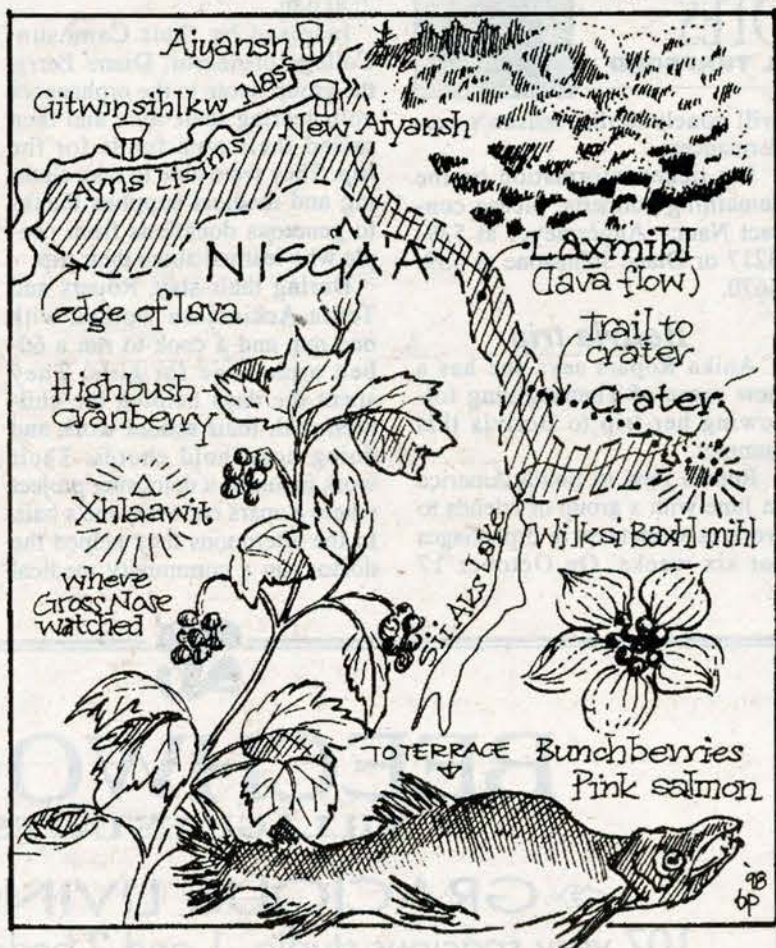 Aiyansh
Nass
Gitwinsihlkw
New Aiyansh
Ayns Lisims
NISGA'A
Laxmihl
(lava flow)
edge of lava
Trail to
crater
Highbush
Cranberry
Crater
Xhlaawit
Wilksi Baxhl mihl
where
Gross Nose
watched
Sii Aks Lake
TO TERRACE
Bunchberries
Pink salmon
'98
bp